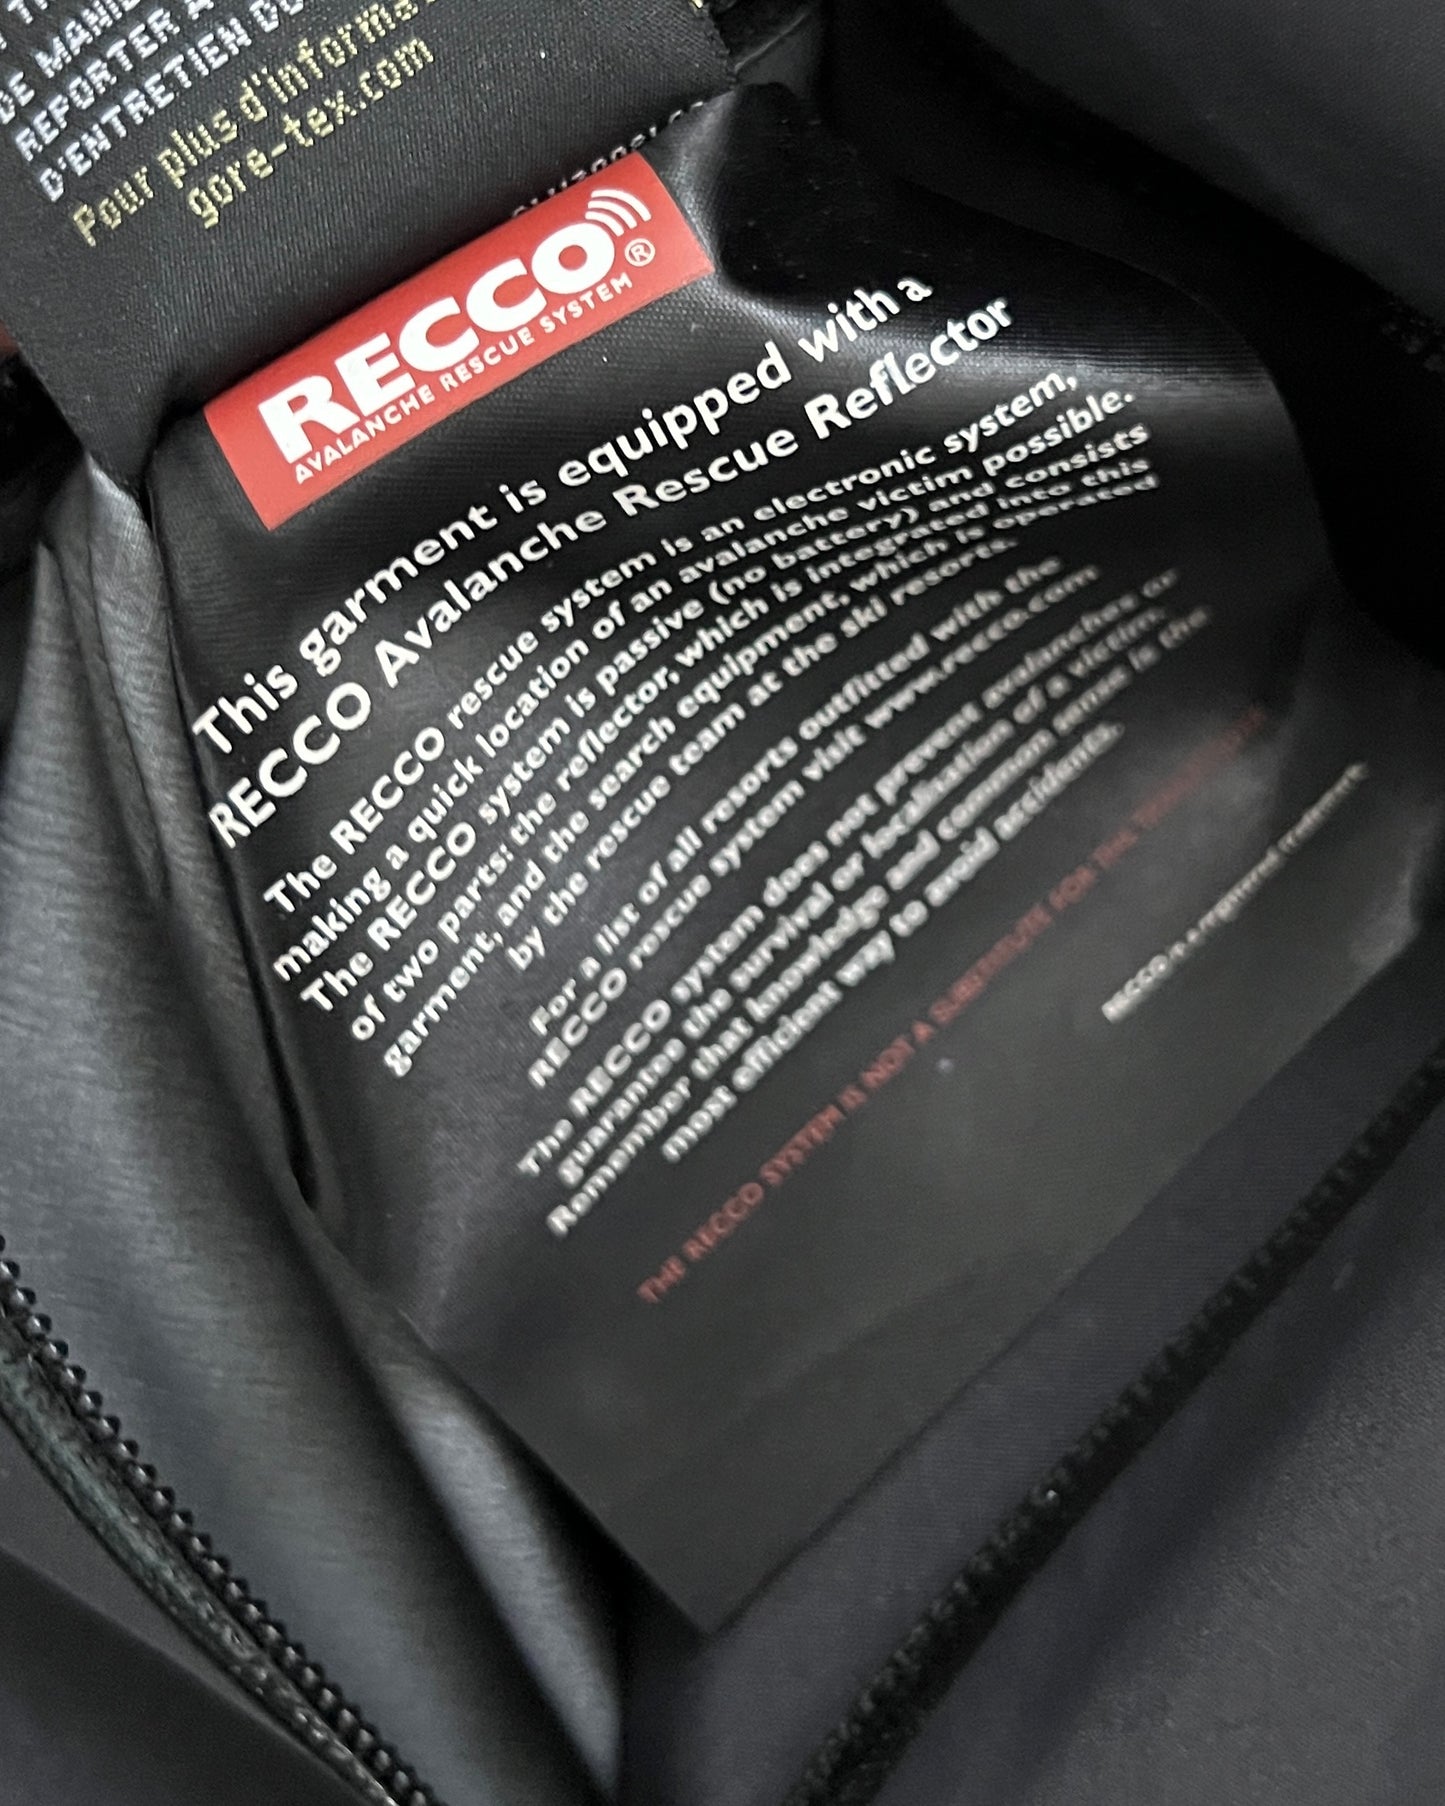 DE MANIÈ
REPORTER A
D'ENTRETIEN DU
Pour plus d'informa
gore-tex.com
RECCO®
AVALANCHE RESCUE SYSTEM
This garment is equipped with a
RECCO Avalanche Rescue Reflector
The RECCO rescue system is an electronic system,
making a quick location of an avalanche victim possible.
The RECCO system is passive (no battery) and consists
of two parts: the reflector, which is integrated into this
garment, and the search equipment, which is operated
by the rescue team at the ski resorts.
For a list of all resorts outfitted with the
RECCO rescue system visit www.recco.com
The RECCO system does not prevent avalanches or
guarantee the survival or localisation of a victim.
Remember that knowledge and common sense is the
most efficient way to avoid accidents.
THE RECCO SYSTEM IS NOT A SUBSTITUTE FOR THE
RECCO is a registered trademark